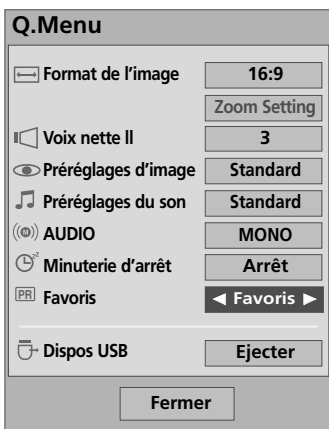 Q.Menu
Format de l'image 16:9
Zoom Setting
Voix nette II 3
Préréglages d'image Standard
Préréglages du son Standard
AUDIO MONO
Minuterie d'arrêt Arrêt
PR Favoris ◄ Favoris ►
Dispos USB Ejecter
Fermer